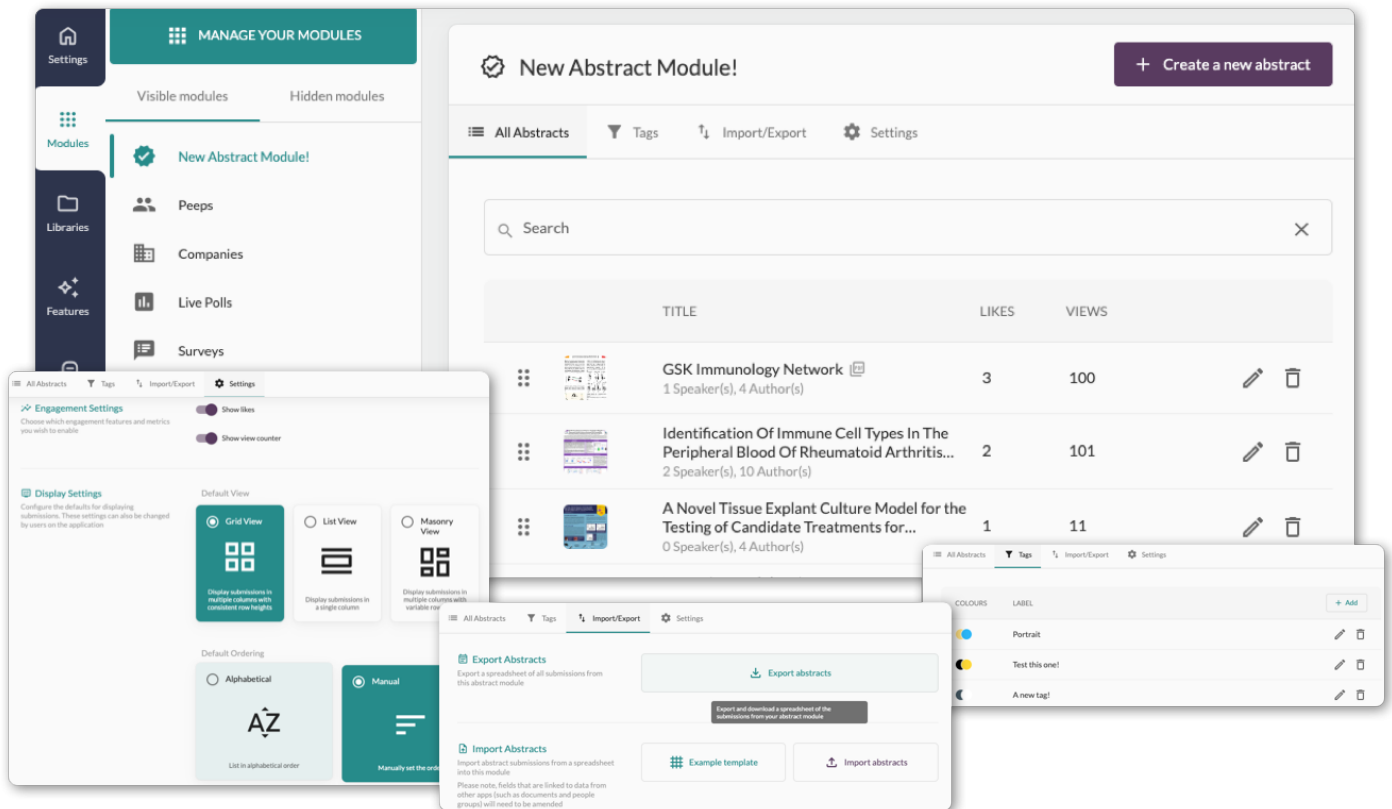 Settings
Modules
Libraries
Features
MANAGE YOUR MODULES
Visible modules
Hidden modules
New Abstract Module!
Peeps
Companies
Live Polls
Surveys
New Abstract Module!
+ Create a new abstract
All Abstracts
Tags
Import/Export
Settings
Search
TITLE
LIKES
VIEWS
GSK Immunology Network
1 Speaker(s), 4 Author(s)
3
100
Identification Of Immune Cell Types In The
Peripheral Blood Of Rheumatoid Arthritis...
2 Speaker(s), 10 Author(s)
2
101
A Novel Tissue Explant Culture Model for the
Testing of Candidate Treatments for...
0 Speaker(s), 4 Author(s)
1
11
All Abstracts
Tags
Import/Export
Settings
Engagement Settings
Choose which engagement features and metrics
you wish to enable
Show likes
Show view counter
Display Settings
Configure the defaults for displaying
submissions. These settings can also be changed
by users on the application
Default View
Grid View
Display submissions in
multiple columns with
consistent row heights
List View
Display submissions in
a single column
Masonry
View
Display submissions in
multiple columns with
variable row
Default Ordering
Alphabetical
AZ
List in alphabetical order
Manual
Manually set the orde
All Abstracts
Tags
Import/Export
Settings
Export Abstracts
Export a spreadsheet of all submissions from
this abstract module
Export abstracts
Export and download a spreadsheet of the
submissions from your abstract module
Import Abstracts
Import abstract submissions from a spreadsheet
into this module
Please note, fields that are linked to data from
other apps (such as documents and people
groups) will need to be amended
Example template
Import abstracts
All Abstracts
Tags
Import/Export
Settings
COLOURS
LABEL
+ Add
Portrait
Test this one!
A new tag!